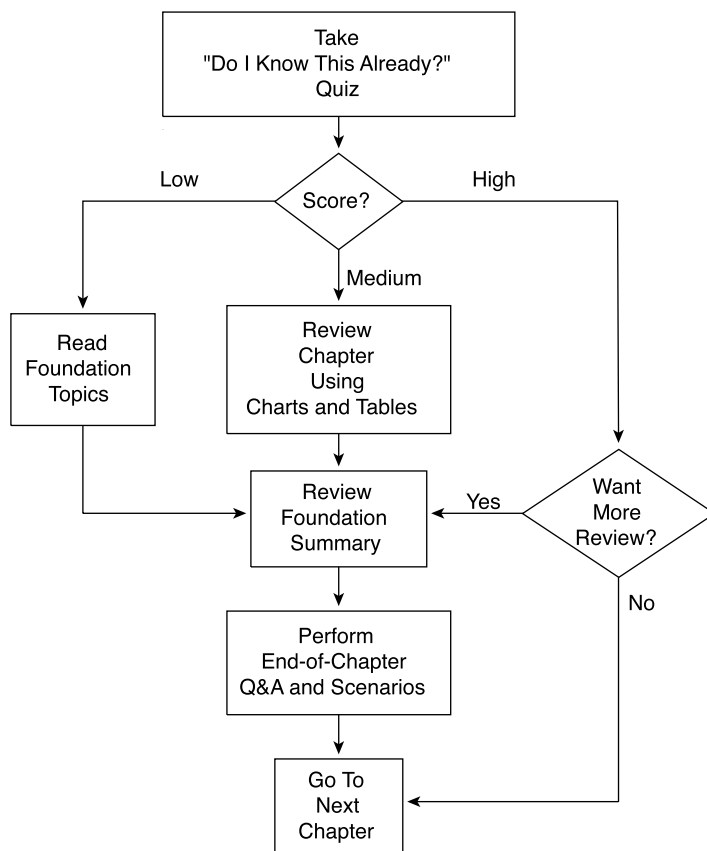 Take
"Do I Know This Already?"
Quiz
Low
Score?
High
Medium
Read
Foundation
Topics
Review
Chapter
Using
Charts and Tables
Review
Foundation
Summary
Yes
Want
More
Review?
No
Perform
End-of-Chapter
Q&A and Scenarios
Go To
Next
Chapter